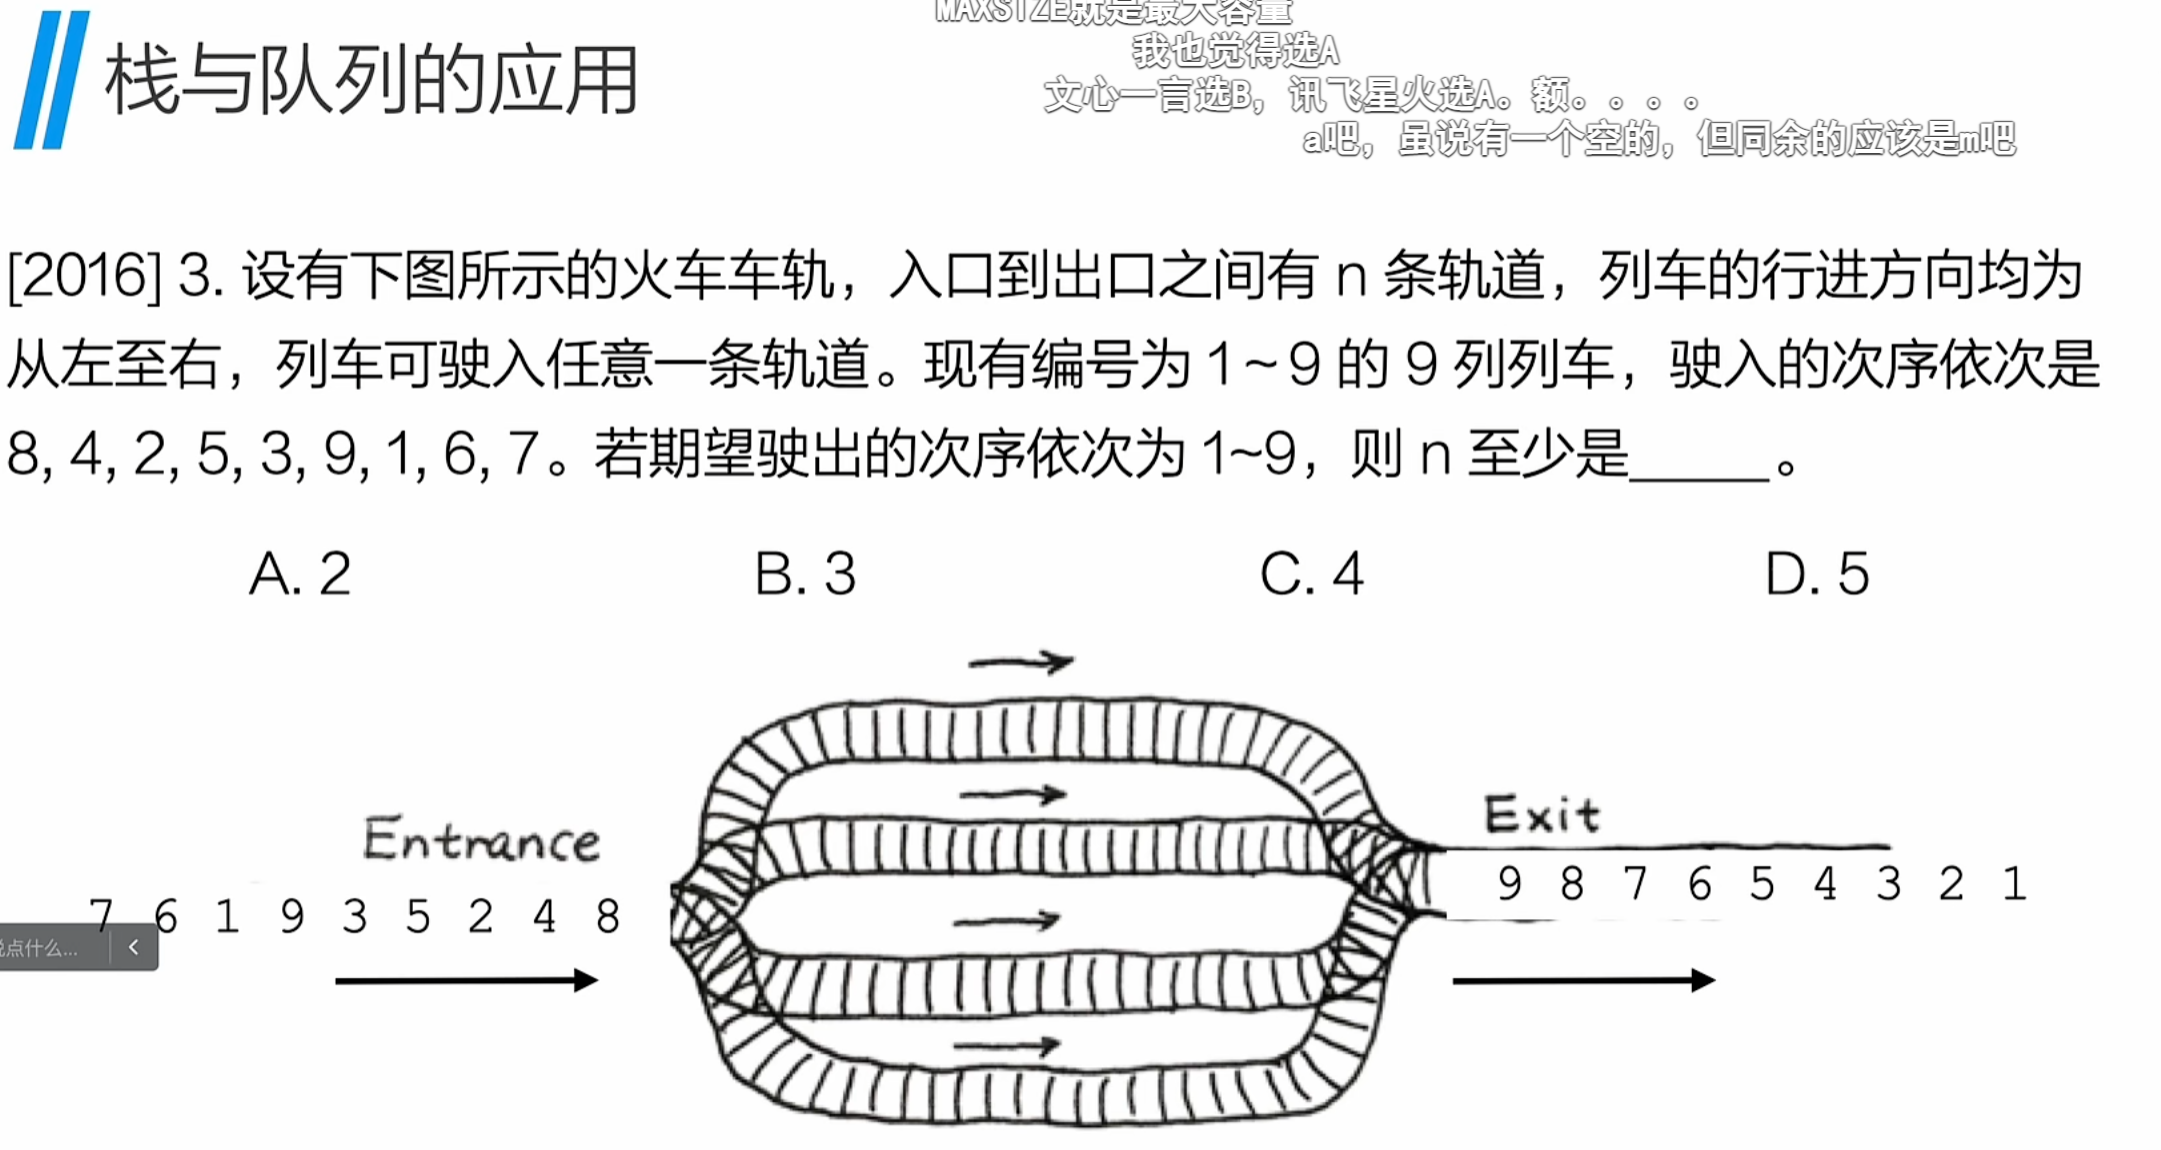 MAXSIZE就是最大容量
我也觉得选A
文心一言选B，讯飞星火选A。额。。。。
a吧，虽说有一个空的，但同余的应该是m吧
栈与队列的应用
[2016] 3. 设有下图所示的火车车轨，入口到出口之间有 n 条轨道，列车的行进方向均为
从左至右，列车可驶入任意一条轨道。现有编号为 1~9 的 9 列列车，驶入的次序依次是
8, 4, 2, 5, 3, 9, 1, 6, 7。若期望驶出的次序依次为 1~9，则 n 至少是_____。
A. 2 B. 3 C. 4 D. 5
Entrance
Exit
7 6 1 9 3 5 2 4 8
9 8 7 6 5 4 3 2 1
说点什么...